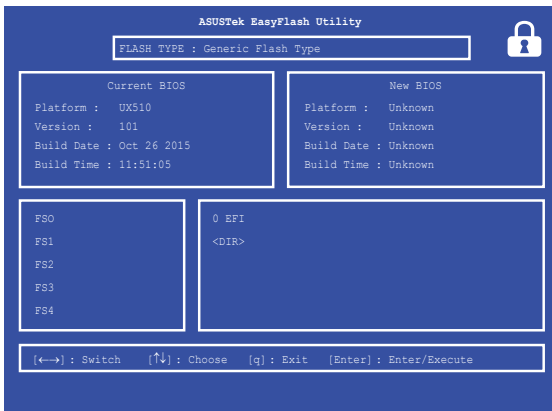 ASUSTek EasyFlash Utility
FLASH TYPE : Generic Flash Type
Current BIOS
Platform : UX510
Version : 101
Build Date : Oct 26 2015
Build Time : 11:51:05
New BIOS
Platform : Unknown
Version : Unknown
Build Date : Unknown
Build Time : Unknown
FSO
FS1
FS2
FS3
FS4
0 EFI
<DIR>
[←→] : Switch [↑↓] : Choose [q] : Exit [Enter] : Enter/Execute